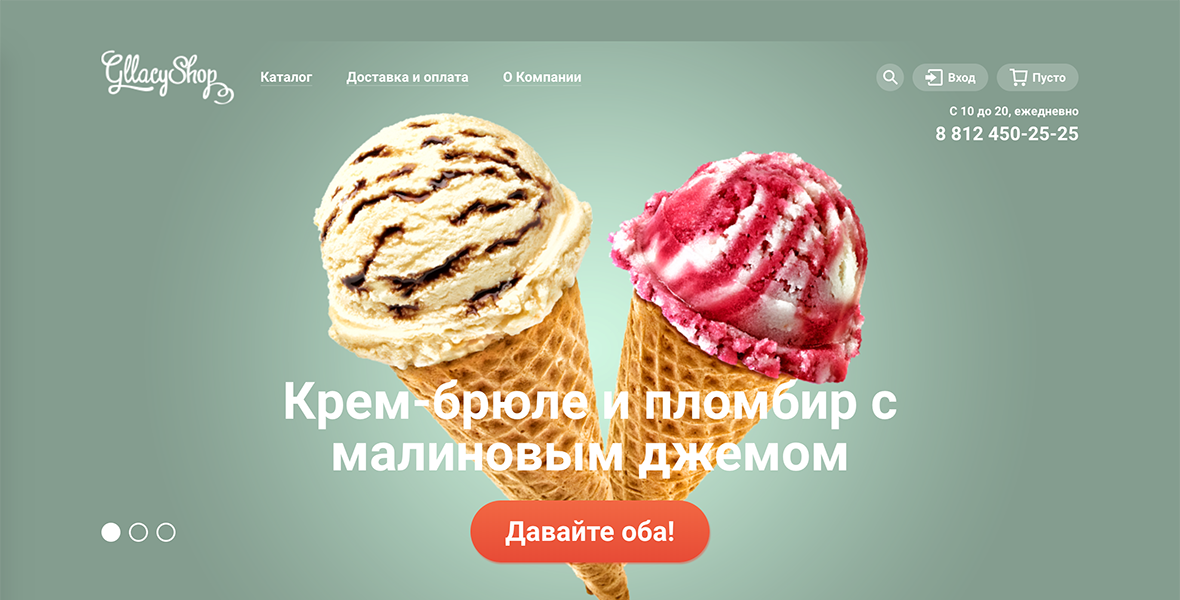 GllacyShop
Каталог
Доставка и оплата
О Компании
Вход
Пусто
С 10 до 20, ежедневно
8 812 450-25-25
Крем-брюле и пломбир с
малиновым джемом
Давайте оба!